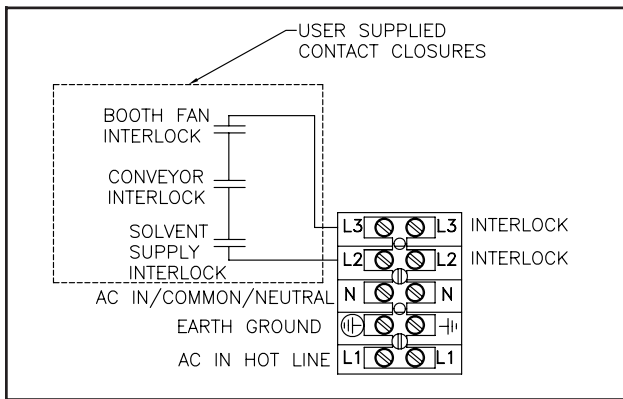 USER SUPPLIED
CONTACT CLOSURES
BOOTH FAN
INTERLOCK
CONVEYOR
INTERLOCK
SOLVENT
SUPPLY
INTERLOCK
L3 L3 INTERLOCK
L2 L2 INTERLOCK
AC IN/COMMON/NEUTRAL N N
EARTH GROUND
AC IN HOT LINE L1 L1